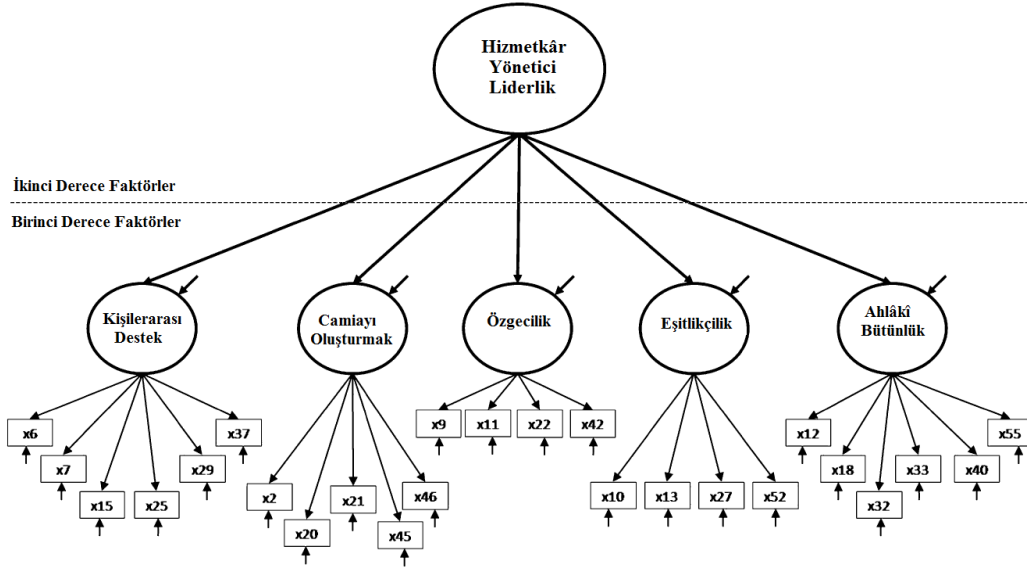 Hizmetkâr
Yönetici
Liderlik
İkinci Derece Faktörler
Birinci Derece Faktörler
Kişilerarası
Destek
Camiayı
Oluşturmak
Özgecilik
Eşitlikçilik
Ahlâkî
Bütünlük
x6
x7
x15
x25
x29
x37
x2
x20
x21
x45
x46
x9
x11
x22
x42
x10
x13
x27
x52
x12
x18
x32
x33
x40
x55